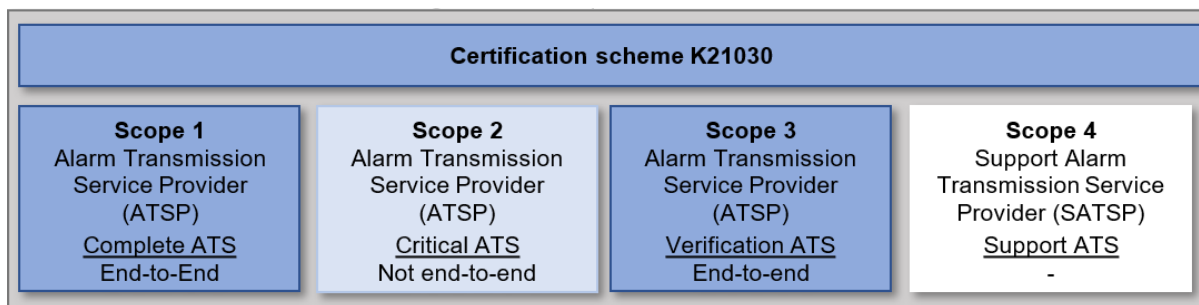 Certification scheme K21030
Scope 1
Alarm Transmission
Service Provider
(ATSP)
Complete ATS
End-to-End
Scope 2
Alarm Transmission
Service Provider
(ATSP)
Critical ATS
Not end-to-end
Scope 3
Alarm Transmission
Service Provider
(ATSP)
Verification ATS
End-to-end
Scope 4
Support Alarm
Transmission Service
Provider (SATSP)
Support ATS
-